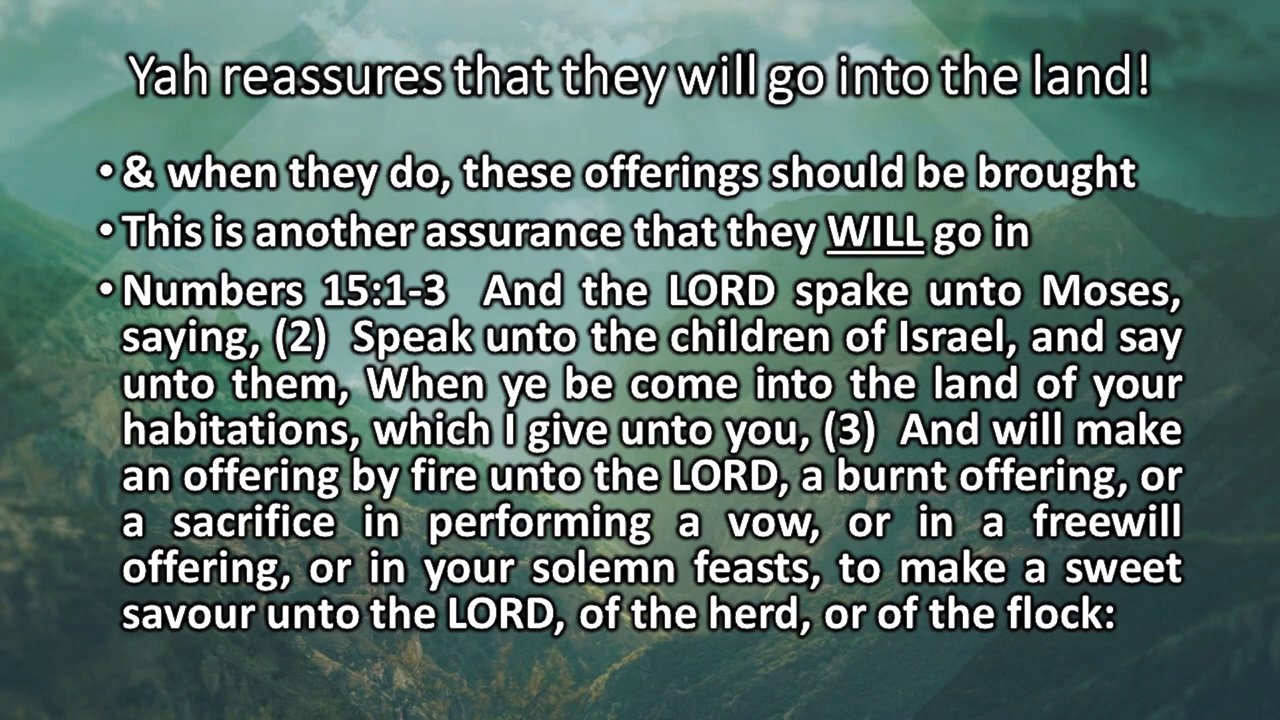 Yah reassures that they will go into the land!
• & when they do, these offerings should be brought
• This is another assurance that they WILL go in
• Numbers 15:1-3  And the LORD spake unto Moses,
saying, (2)  Speak unto the children of Israel, and say
unto them, When ye be come into the land of your
habitations, which I give unto you, (3)  And will make
an offering by fire unto the LORD, a burnt offering, or
a sacrifice in performing a vow, or in a freewill
offering, or in your solemn feasts, to make a sweet
savour unto the LORD, of the herd, or of the flock: